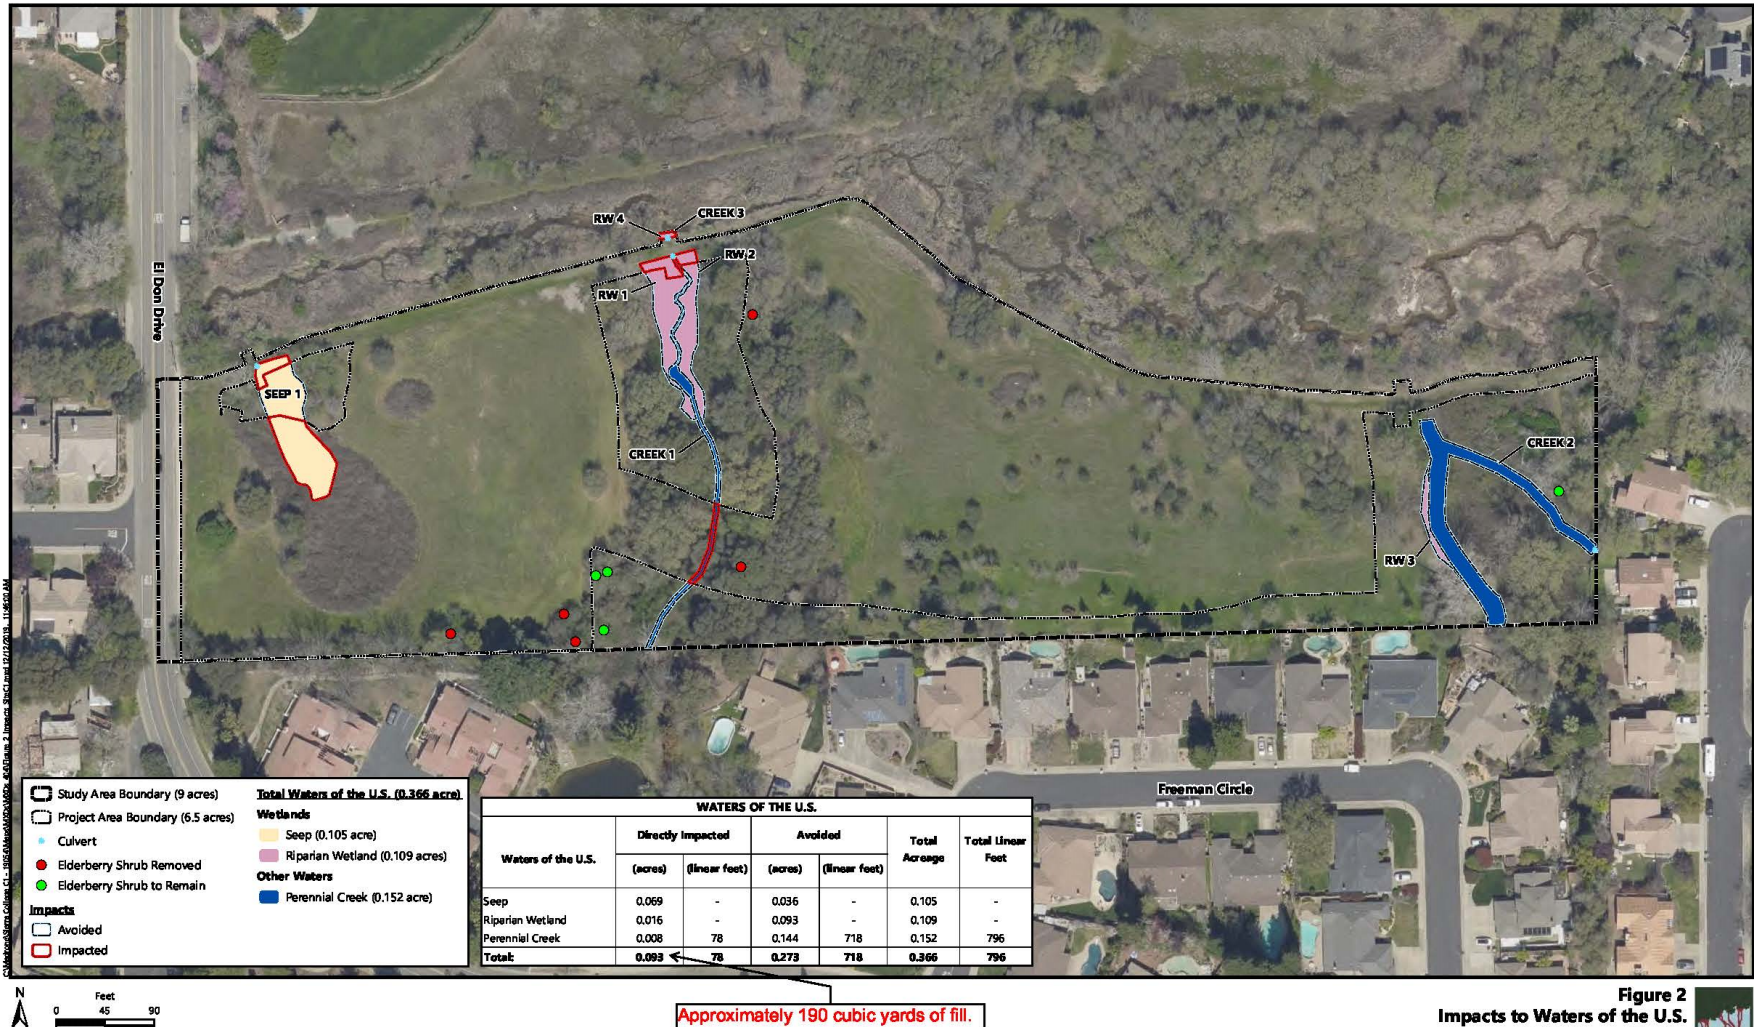 RW 4
CREEK 3
RW 2
RW 1
El Don Drive
SEEP 1
CREEK 1
CREEK 2
RW 3
Freeman Circle
Study Area Boundary (9 acres)
Project Area Boundary (6.5 acres)
Culvert
Elderberry Shrub Removed
Elderberry Shrub to Remain
Impacts
Avoided
Impacted
Total Waters of the U.S. (0.366 acre)
Wetlands
Seep (0.105 acre)
Riparian Wetland (0.109 acres)
Other Waters
Perennial Creek (0.152 acre)
WATERS OF THE U.S.
Waters of the U.S. Directly Impacted Avoided Total Acreage Total Linear Feet
(acres) (linear feet) (acres) (linear feet)
Seep 0.069 - 0.036 - 0.105 -
Riparian Wetland 0.016 - 0.093 - 0.109 -
Perennial Creek 0.008 78 0.144 718 0.152 796
Total: 0.093 78 0.273 718 0.366 796
N
Feet
0 45 90
Approximately 190 cubic yards of fill.
Figure 2
Impacts to Waters of the U.S.